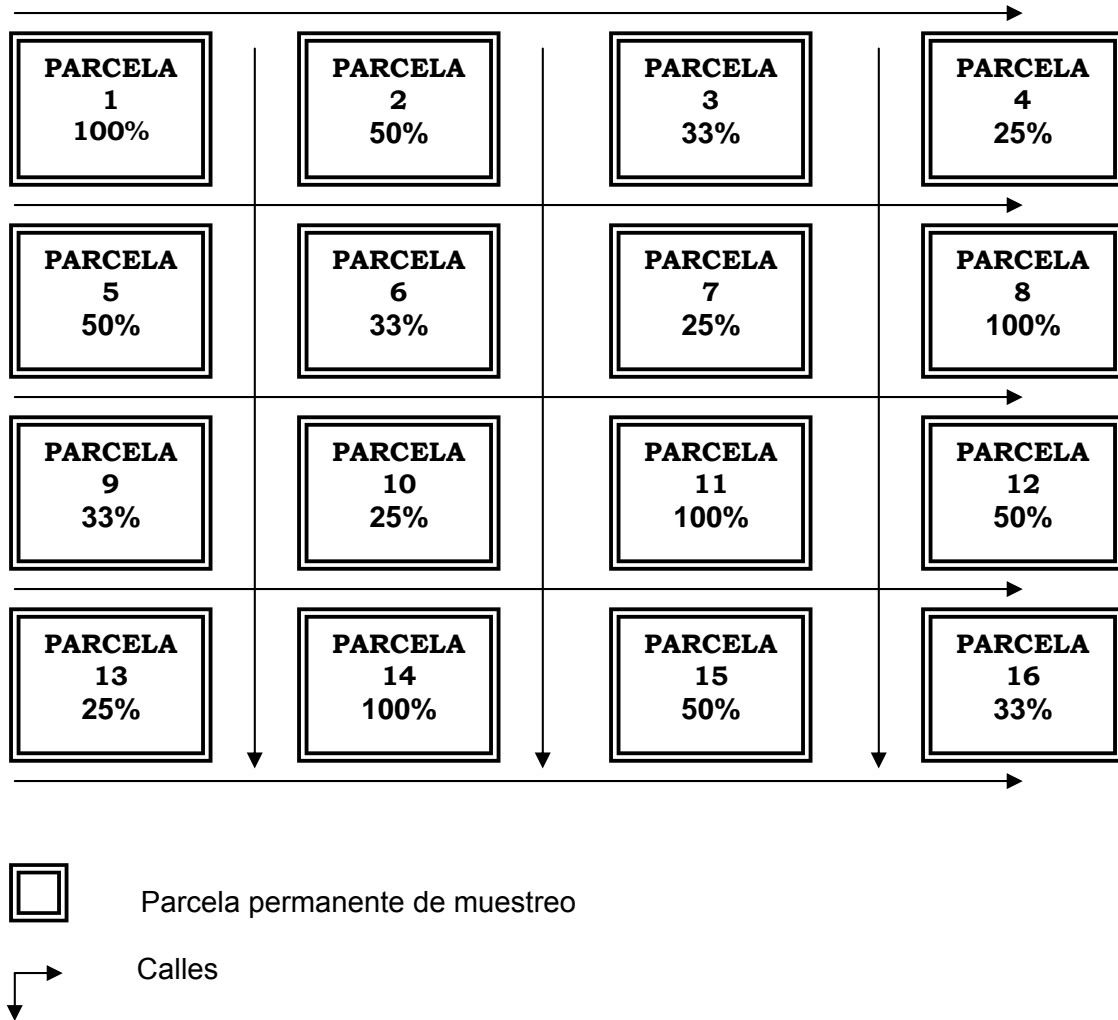 PARCELA
1
100%
PARCELA
2
50%
PARCELA
3
33%
PARCELA
4
25%
PARCELA
5
50%
PARCELA
6
33%
PARCELA
7
25%
PARCELA
8
100%
PARCELA
9
33%
PARCELA
10
25%
PARCELA
11
100%
PARCELA
12
50%
PARCELA
13
25%
PARCELA
14
100%
PARCELA
15
50%
PARCELA
16
33%
Parcela permanente de muestreo
Calles